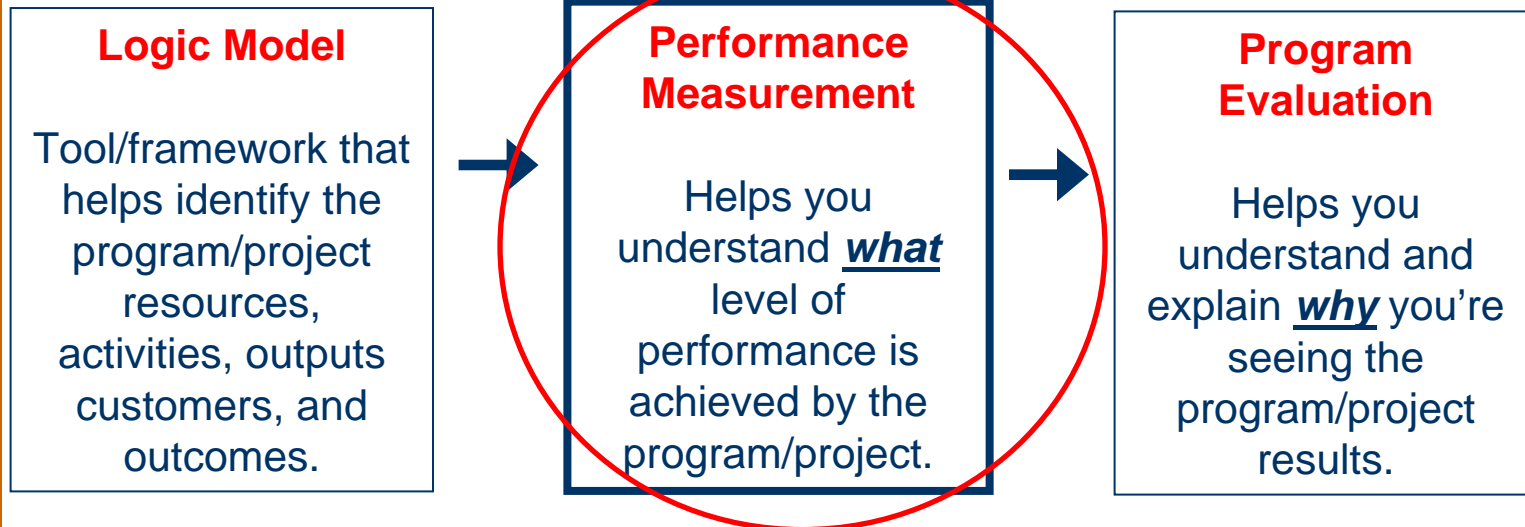 Logic Model
Tool/framework that
helps identify the
program/project
resources,
activities, outputs
customers, and
outcomes.
Performance
Measurement
Helps you
understand what
level of
performance is
achieved by the
program/project.
Program
Evaluation
Helps you
understand and
explain why you’re
seeing the
program/project
results.